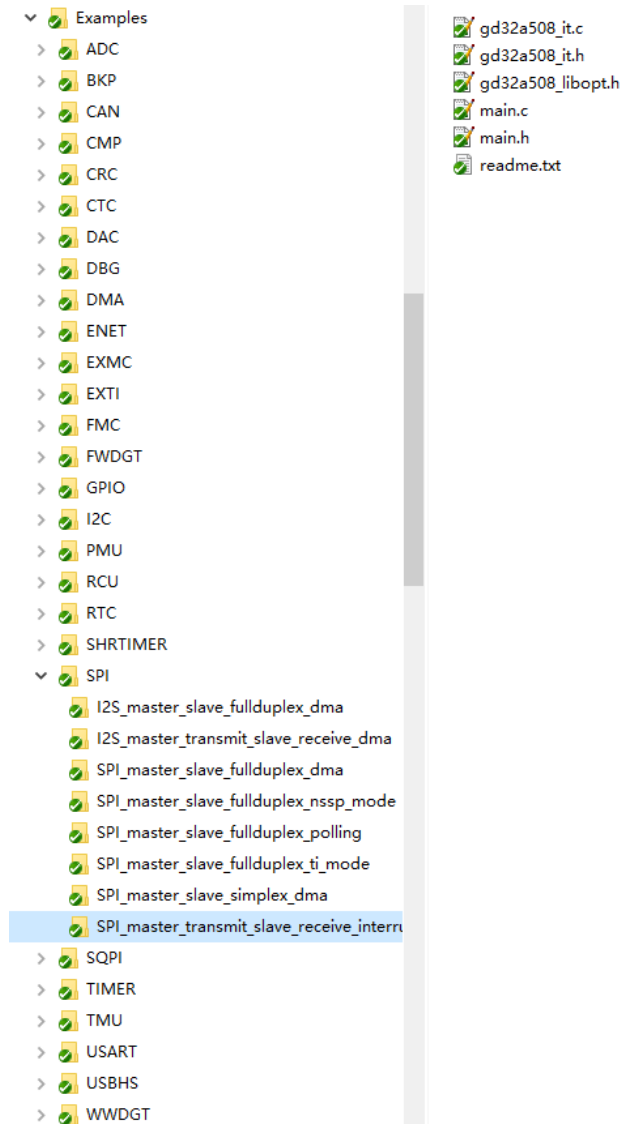 Examples
ADC
BKP
CAN
CMP
CRC
CTC
DAC
DBG
DMA
ENET
EXMC
EXTI
FMC
FWDGT
GPIO
I2C
PMU
RCU
RTC
SHRTIMER
SPI
I2S_master_slave_fullduplex_dma
I2S_master_transmit_slave_receive_dma
SPI_master_slave_fullduplex_dma
SPI_master_slave_fullduplex_nssp_mode
SPI_master_slave_fullduplex_polling
SPI_master_slave_fullduplex_ti_mode
SPI_master_slave_simplex_dma
SPI_master_transmit_slave_receive_interru
SQPI
TIMER
TMU
USART
USBHS
WWDGT
gd32a508_it.c
gd32a508_it.h
gd32a508_libopt.h
main.c
main.h
readme.txt